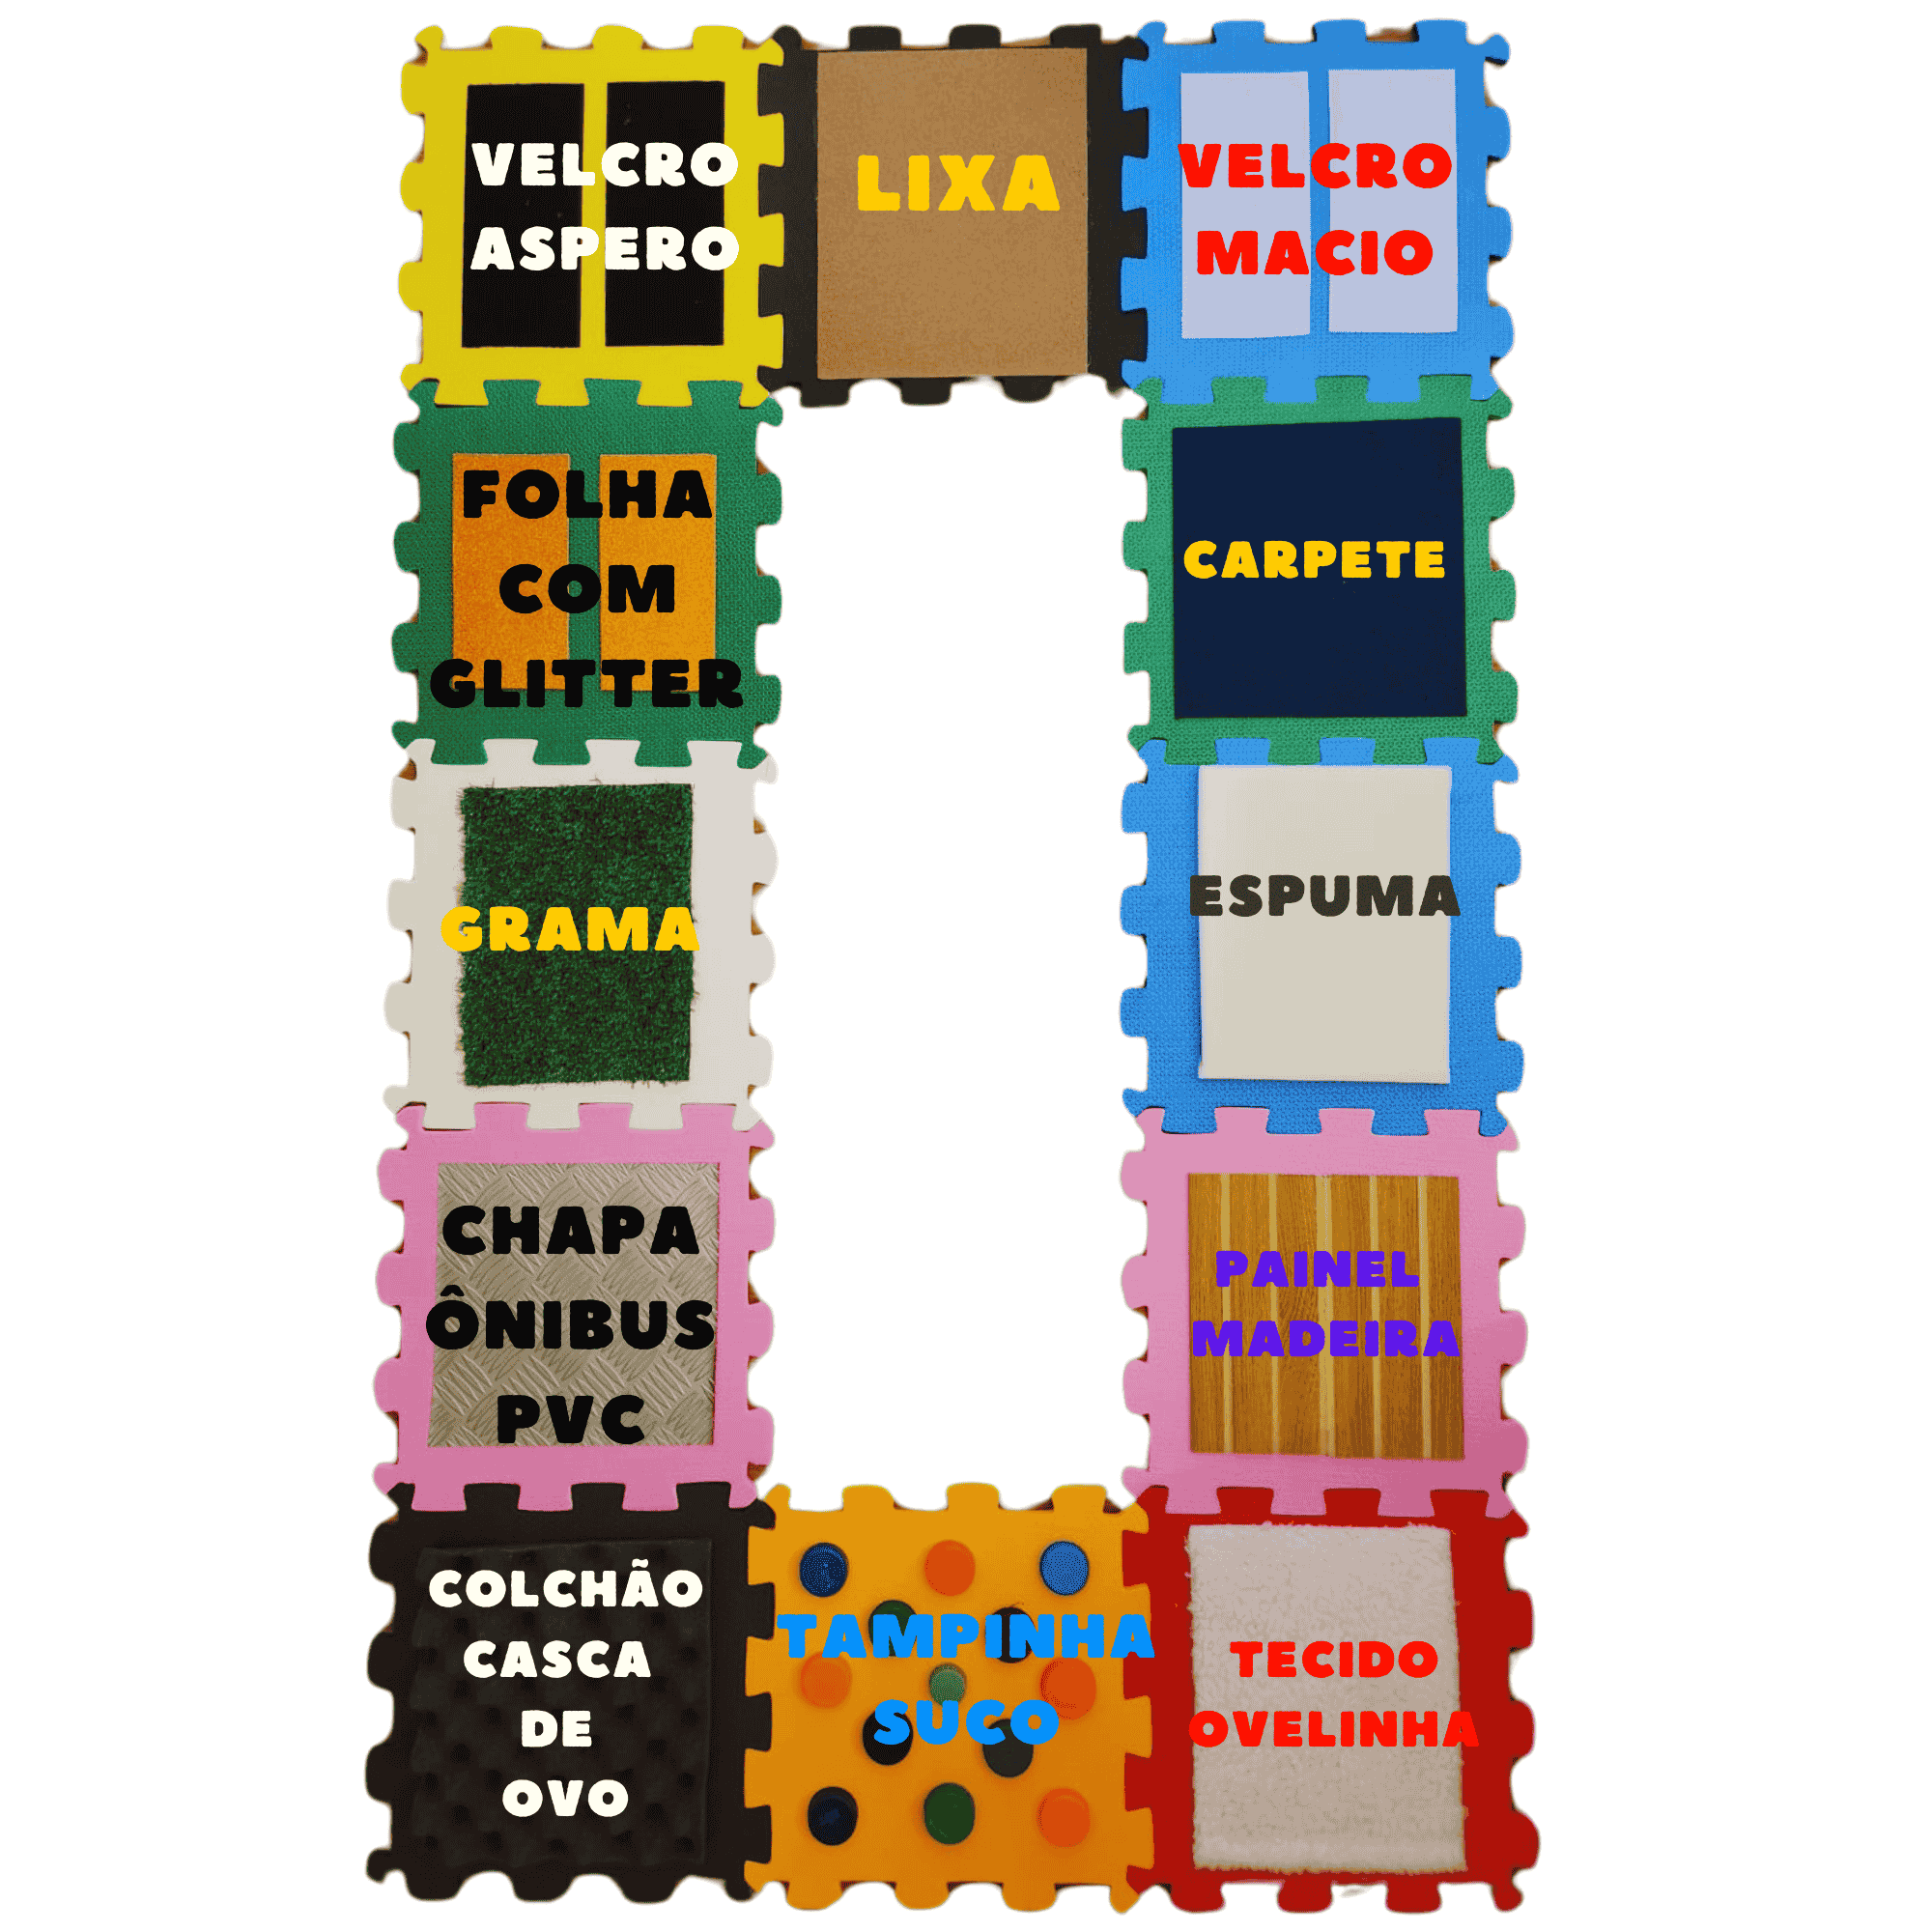 VELCRO
ASPERO
LIXA
VELCRO
MACIO
FOLHA
COM
GLITTER
CARPETE
GRAMA
ESPUMA
CHAPA
ÔNIBUS
PVC
PAINEL
MADEIRA
COLCHÃO
CASCA
DE
OVO
TAMPINHA
SUCO
TECIDO
OVELINHA